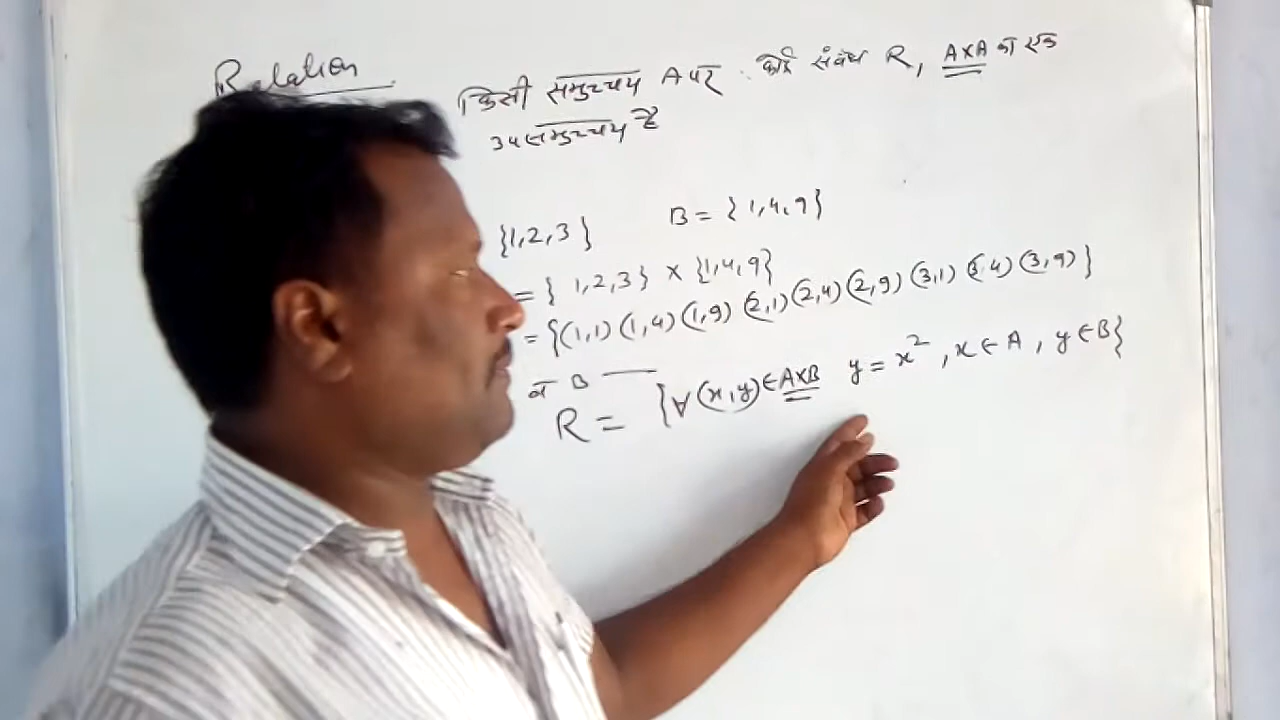 Relation
किसी समुच्चय A पर कोई संबंध R, A×A का एक
उपसमुच्चय है
{1,2,3} B = {1,4,9}
= { 1,2,3 } × {1,4,9}
= {(1,1) (1,4) (1,9) (2,1) (2,4) (2,9) (3,1) (3,4) (3,9)}
B
R = {∀(x,y)∈A×B y = x², x∈A, y∈B}